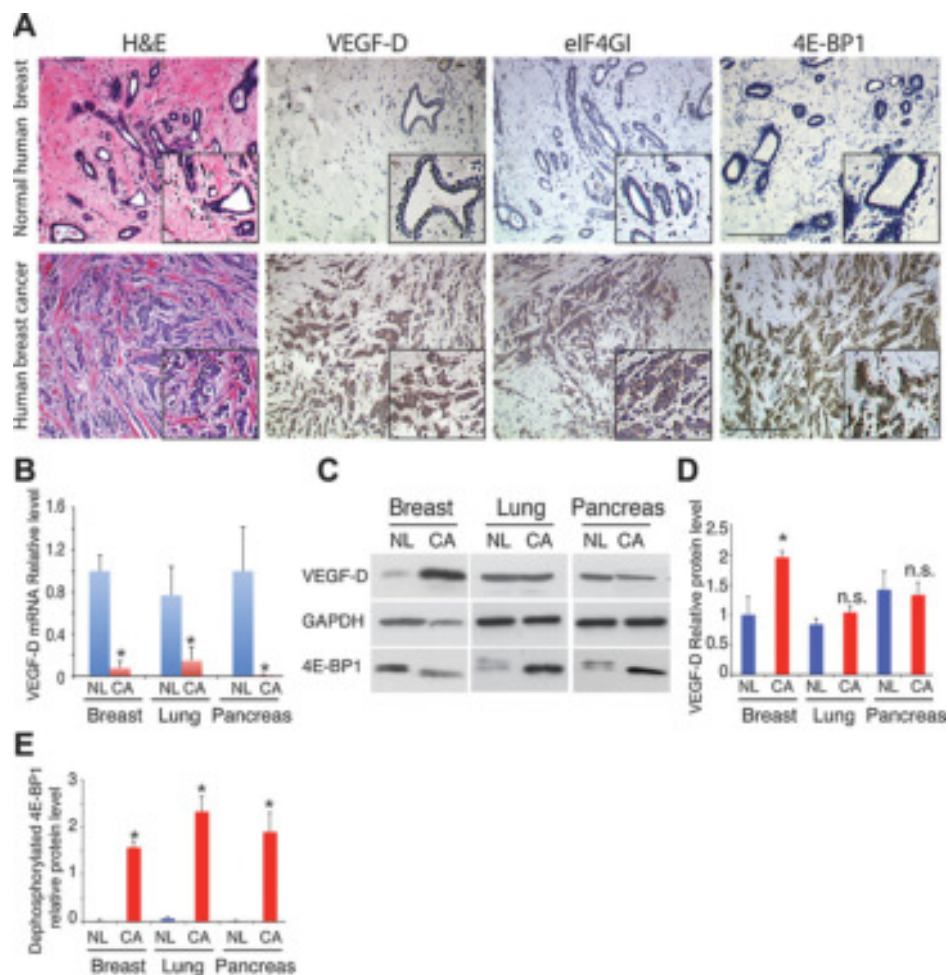 A
H&E VEGF-D eIF4GI 4E-BP1
Normal human breast
Human breast cancer
B
VEGF-D mRNA Relative level
1.6
1.2
0.8
0.4
0
* * *
NL CA NL CA NL CA
Breast Lung Pancreas
C
Breast Lung Pancreas
NL CA NL CA NL CA
VEGF-D
GAPDH
4E-BP1
D
VEGF-D Relative protein level
2.5
2
1.5
1
0.5
0
* n.s. n.s.
NL CA NL CA NL CA
Breast Lung Pancreas
E
Dephosphorylated 4E-BP1
relative protein level
3
2
1
0
* * *
NL CA NL CA NL CA
Breast Lung Pancreas